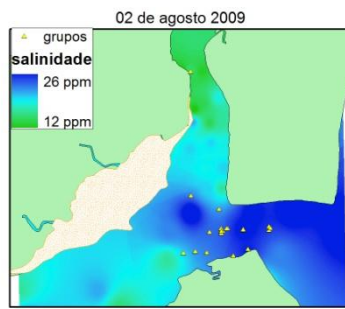 02 de agosto 2009
grupos
salinidade
26 ppm
12 ppm